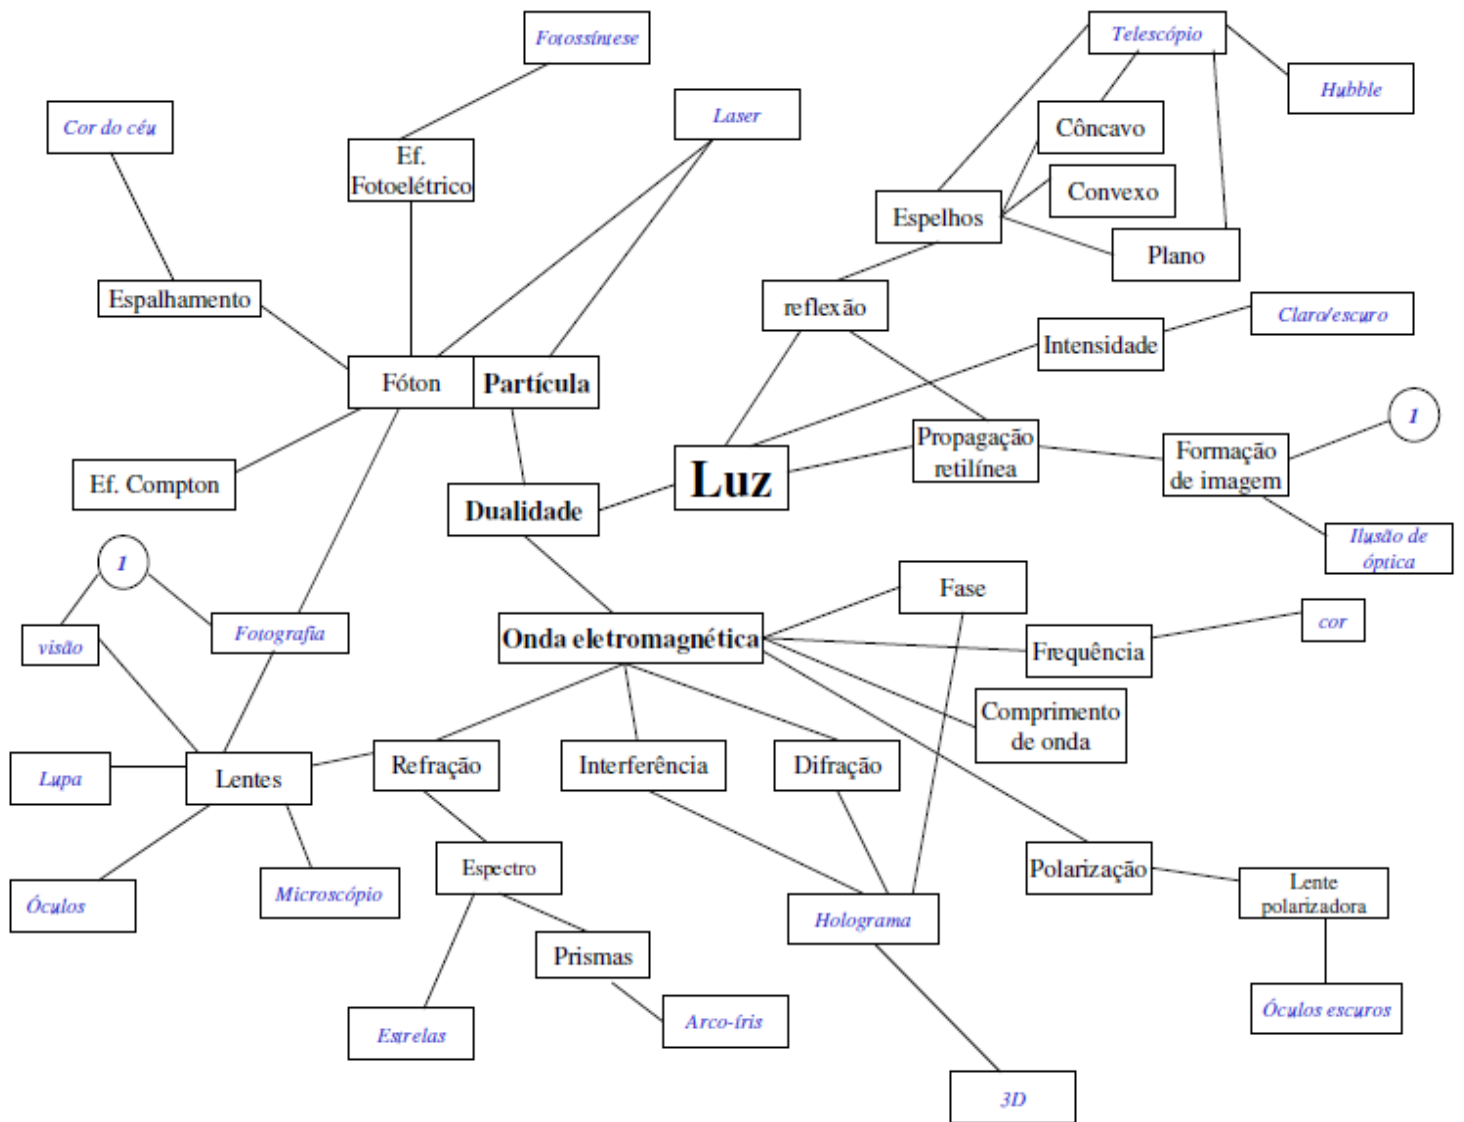 Fotossíntese
Telescópio
Hubble
Cor do céu
Laser
Côncavo
Ef.
Fotoelétrico
Convexo
Espelhos
Plano
Espalhamento
reflexão
Claro/escuro
Intensidade
Fóton
Partícula
1
Propagação
retilínea
Formação
de imagem
Ef. Compton
Luz
Dualidade
Ilusão de
óptica
1
Fase
visão
Fotografia
Onda eletromagnética
Frequência
cor
Comprimento
de onda
Lupa
Lentes
Refração
Interferência
Difração
Óculos
Microscópio
Espectro
Polarização
Lente
polarizadora
Holograma
Prismas
Óculos escuros
Estrelas
Arco-íris
3D